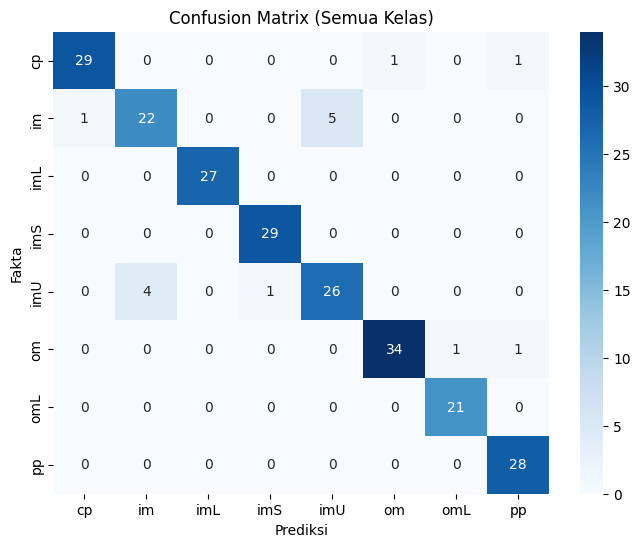 Confusion Matrix (Semua Kelas)
Fakta
cp 29 0 0 0 0 1 0 1
im 1 22 0 0 5 0 0 0
imL 0 0 27 0 0 0 0 0
imS 0 0 0 29 0 0 0 0
imU 0 4 0 1 26 0 0 0
om 0 0 0 0 0 34 1 1
omL 0 0 0 0 0 0 21 0
pp 0 0 0 0 0 0 0 28
cp im imL imS imU om omL pp
Prediksi
30
25
20
15
10
5
0